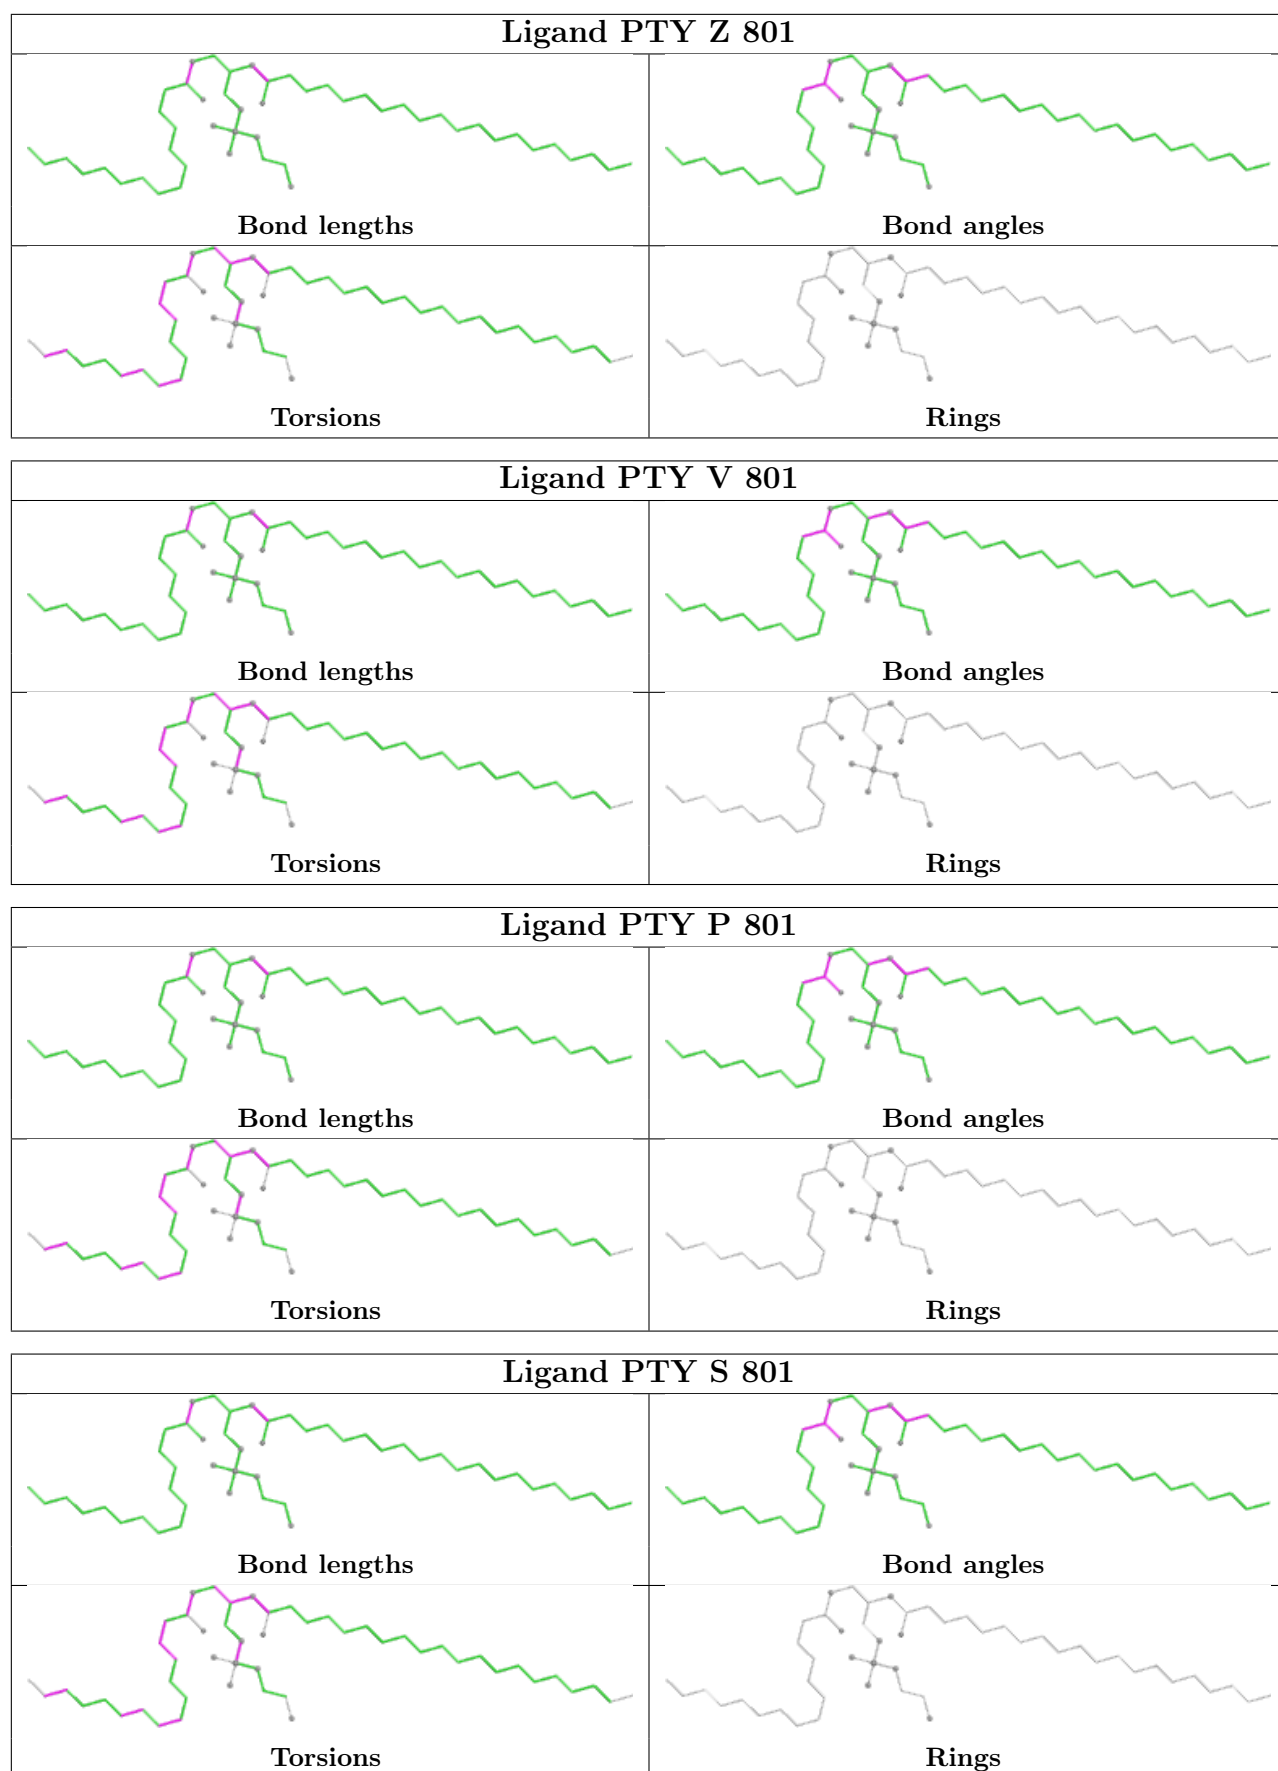 Ligand PTY Z 801
Bond lengths
Bond angles
Torsions
Rings
Ligand PTY V 801
Bond lengths
Bond angles
Torsions
Rings
Ligand PTY P 801
Bond lengths
Bond angles
Torsions
Rings
Ligand PTY S 801
Bond lengths
Bond angles
Torsions
Rings